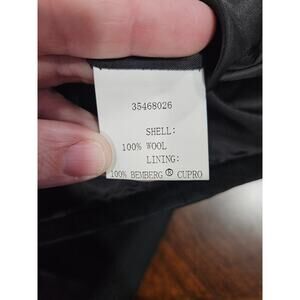 35468026
SHELL:
100% WOOL
LINING:
100% BEMBERG ® CUPRO